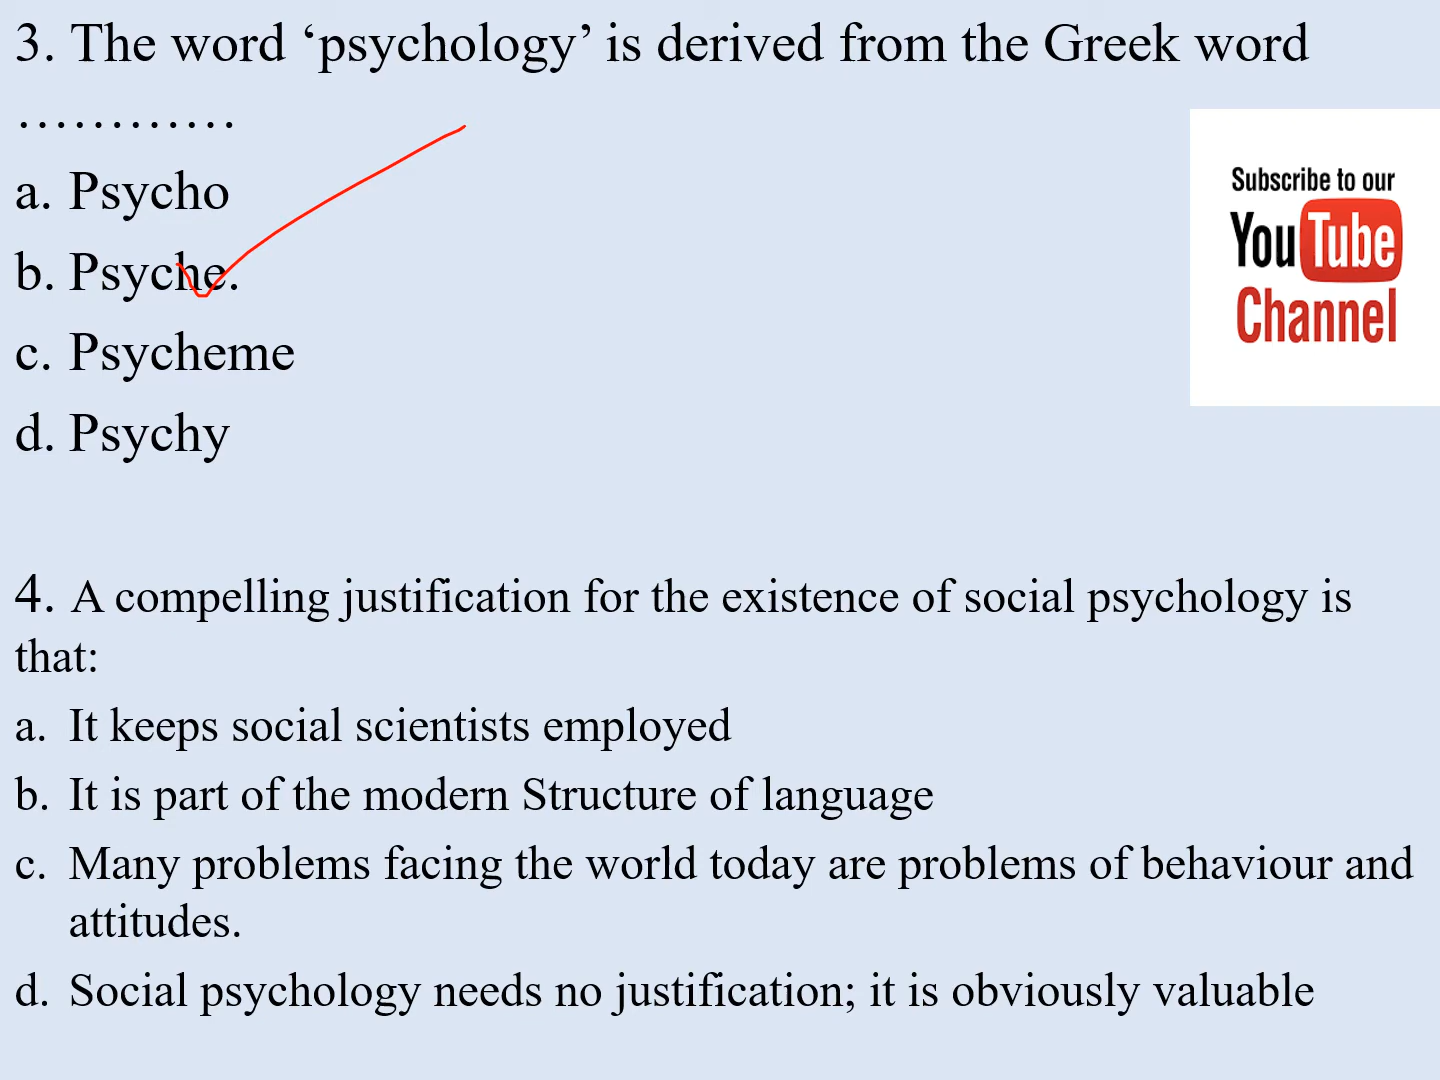 3. The word ‘psychology’ is derived from the Greek word
…………
a. Psycho
b. Psyche.
c. Psycheme
d. Psychy
Subscribe to our
YouTube
Channel
4. A compelling justification for the existence of social psychology is
that:
a. It keeps social scientists employed
b. It is part of the modern Structure of language
c. Many problems facing the world today are problems of behaviour and
attitudes.
d. Social psychology needs no justification; it is obviously valuable